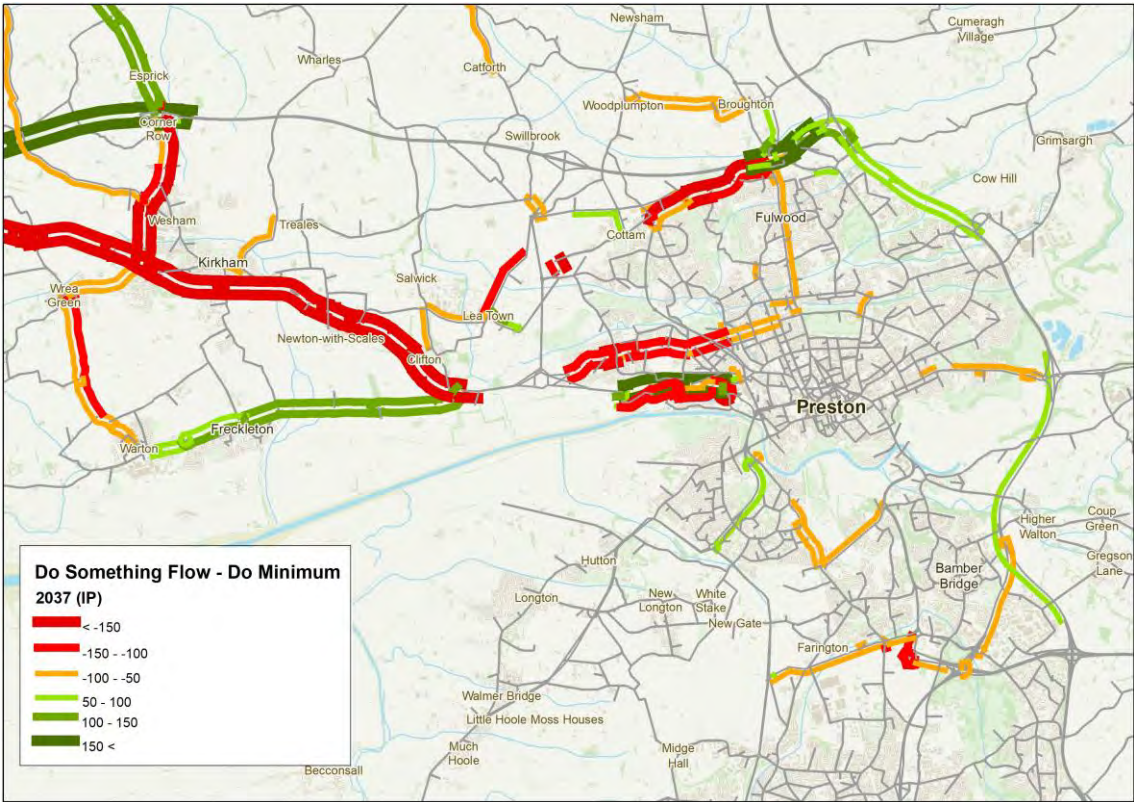 Newsham
Cumeragh
Village
Wharles
Catforth
Esprick
Woodplumpton
Broughton
Corner
Row
Swillbrook
Grimsargh
Cow Hill
Wesham
Treales
Fulwood
Cottam
Kirkham
Salwick
Wrea
Green
Lea Town
Newton-with-Scales
Clifton
Preston
Freckleton
Warton
Higher
Walton
Coup
Green
Gregson
Lane
Bamber
Bridge
Hutton
Longton
New
Longton
White
Stake
New Gate
Farington
Walmer Bridge
Little Hoole Moss Houses
Much
Hoole
Midge
Hall
Becconsall
Do Something Flow - Do Minimum
2037 (IP)
< -150
-150 - -100
-100 - -50
50 - 100
100 - 150
150 <